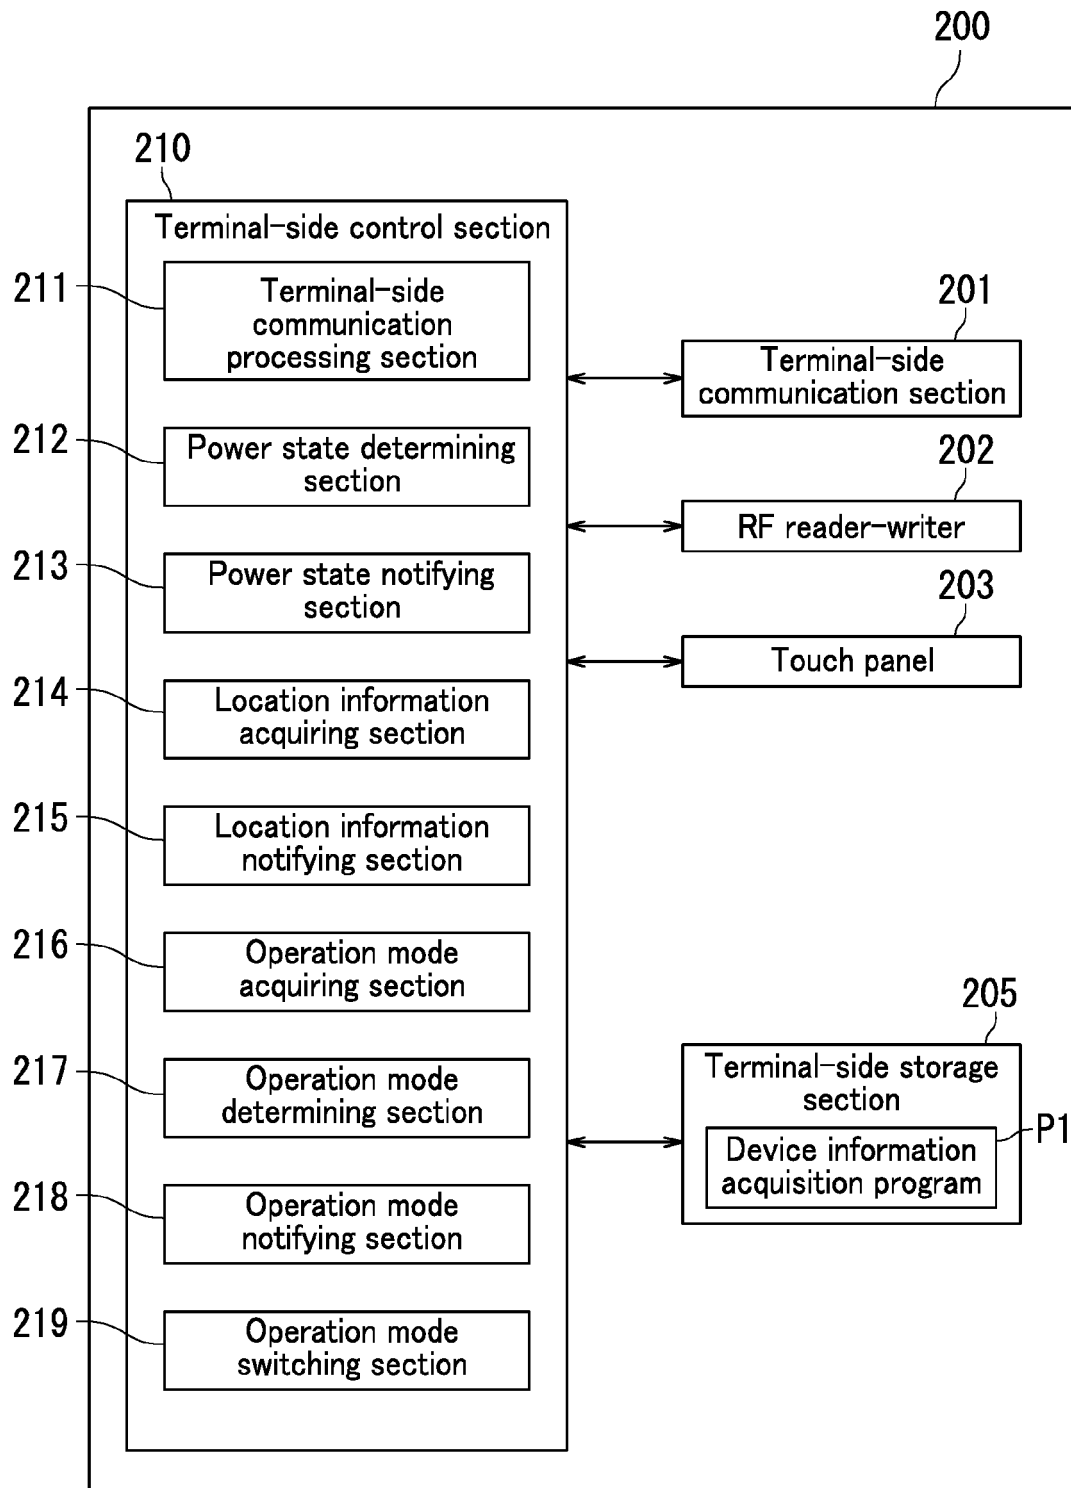 200
210
Terminal-side control section
211
Terminal-side
communication
processing section
201
Terminal-side
communication section
212
Power state determining
section
202
RF reader-writer
213
Power state notifying
section
203
Touch panel
214
Location information
acquiring section
215
Location information
notifying section
216
Operation mode
acquiring section
205
Terminal-side storage
section
217
Operation mode
determining section
P1
Device information
acquisition program
218
Operation mode
notifying section
219
Operation mode
switching section